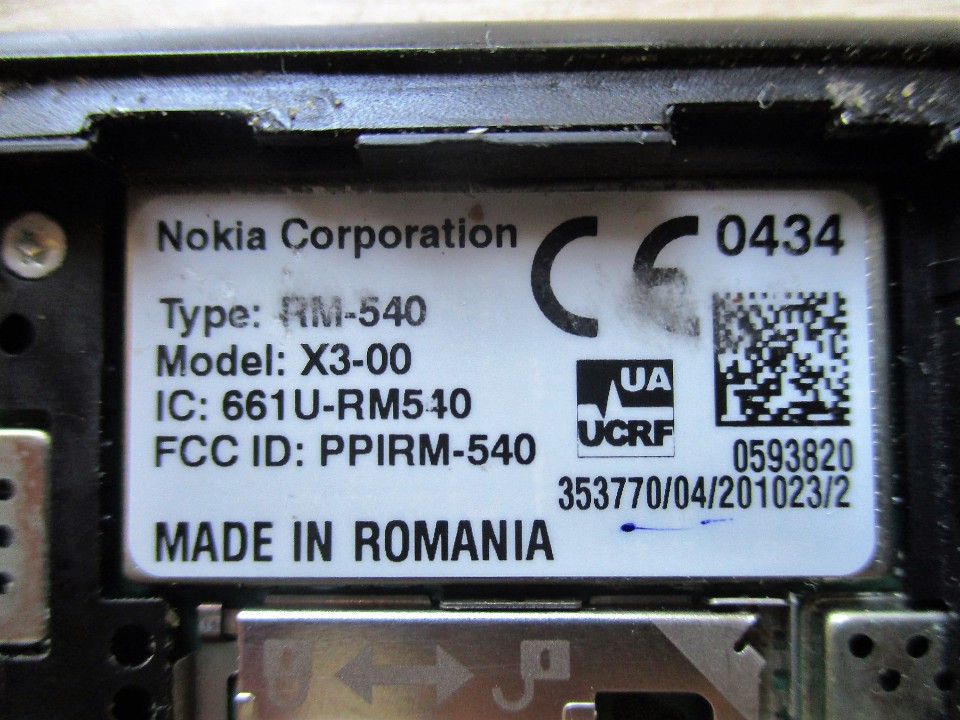 Nokia Corporation
CE 0434
Type: RM-540
Model: X3-00
IC: 661U-RM540
FCC ID: PPIRM-540
UA
UCRF
0593820
353770/04/201023/2
MADE IN ROMANIA